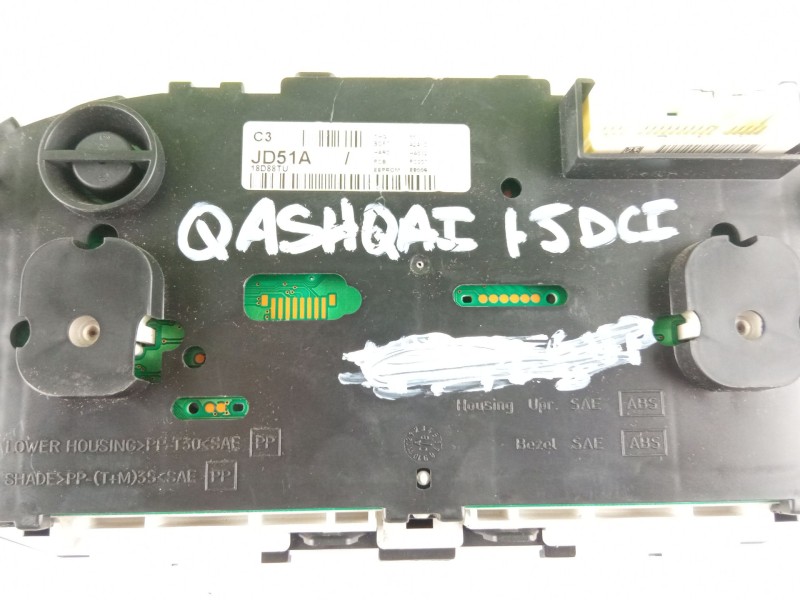 C3
JD51A /
18D88TU
QASHQAI 1.5DCI
Housing Upr. SAE ABS
Bezel SAE ABS
LOWER HOUSING>PP-T30<SAE PP
SHADE>PP-(T+M)35<SAE PP